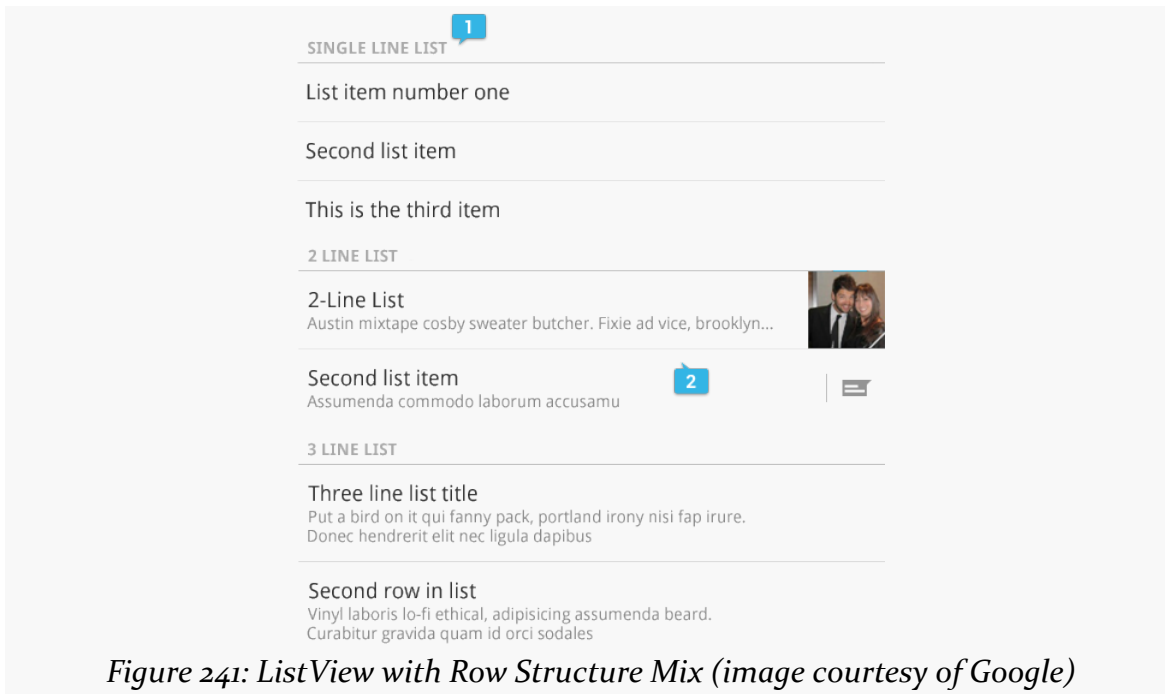 1
SINGLE LINE LIST
List item number one
Second list item
This is the third item
2 LINE LIST
2-Line List
Austin mixtape cosby sweater butcher. Fixie ad vice, brooklyn...
Second list item
2
Assumenda commodo laborum accusamu
3 LINE LIST
Three line list title
Put a bird on it qui fanny pack, portland irony nisi fap irure.
Donec hendrerit elit nec ligula dapibus
Second row in list
Vinyl laboris lo-fi ethical, adipisicing assumenda beard.
Curabitur gravida quam id orci sodales
Figure 241: ListView with Row Structure Mix (image courtesy of Google)